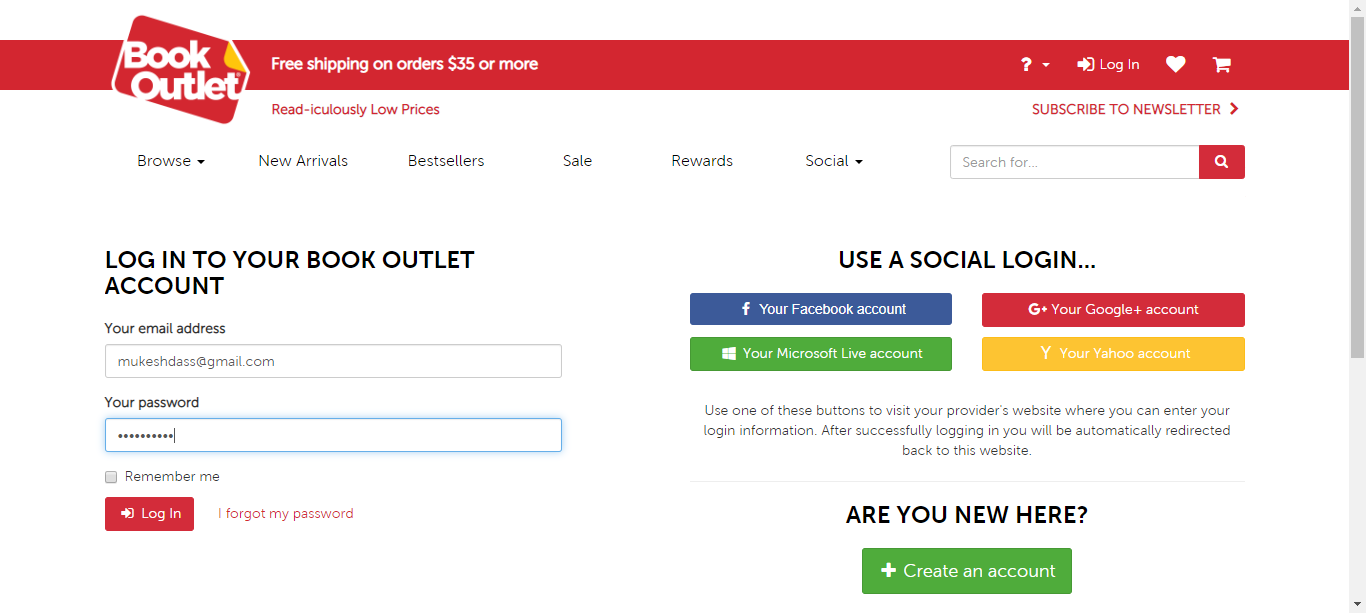 Book
Outlet
Free shipping on orders $35 or more
? Log In
Read-iculously Low Prices
SUBSCRIBE TO NEWSLETTER
Browse New Arrivals Bestsellers Sale Rewards Social Search for...
LOG IN TO YOUR BOOK OUTLET
ACCOUNT
Your email address
mukeshdass@gmail.com
Your password
••••••••••
Remember me
Log In I forgot my password
USE A SOCIAL LOGIN...
f Your Facebook account G+ Your Google+ account
Your Microsoft Live account Y Your Yahoo account
Use one of these buttons to visit your provider's website where you can enter your
login information. After successfully logging in you will be automatically redirected
back to this website.
ARE YOU NEW HERE?
+ Create an account